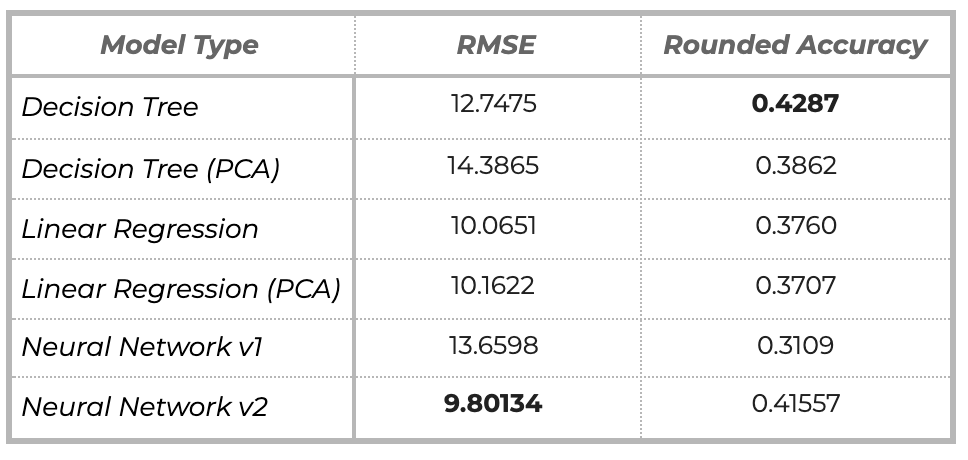 Model Type RMSE Rounded Accuracy
Decision Tree 12.7475 0.4287
Decision Tree (PCA) 14.3865 0.3862
Linear Regression 10.0651 0.3760
Linear Regression (PCA) 10.1622 0.3707
Neural Network v1 13.6598 0.3109
Neural Network v2 9.80134 0.41557